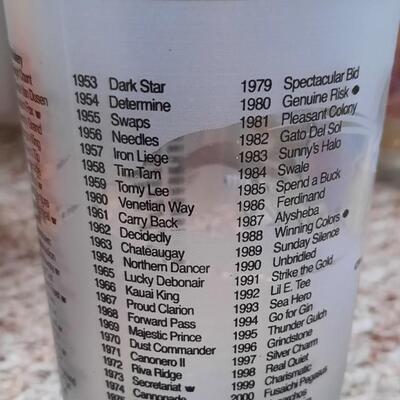 Dusen
1953 Dark Star
1954 Determine
1955 Swaps
1956 Needles
1957 Iron Liege
1958 Tim Tam
1959 Tomy Lee
1960 Venetian Way
1961 Carry Back
1962 Decidedly
1963 Chateaugay
1964 Northern Dancer
1965 Lucky Debonair
1966 Kauai King
1967 Proud Clarion
1968 Forward Pass
1969 Majestic Prince
1970 Dust Commander
1971 Canonero II
1972 Riva Ridge
1973 Secretariat
1974 Cannonade
1975
1979 Spectacular Bid
1980 Genuine Risk
1981 Pleasant Colony
1982 Gato Del Sol
1983 Sunny's Halo
1984 Swale
1985 Spend a Buck
1986 Ferdinand
1987 Alysheba
1988 Winning Colors
1989 Sunday Silence
1990 Unbridled
1991 Strike the Gold
1992 Lil E. Tee
1993 Sea Hero
1994 Go for Gin
1995 Thunder Gulch
1996 Grindstone
1997 Silver Charm
1998 Real Quiet
1999 Charismatic
2000 Fusaichi Pegasus